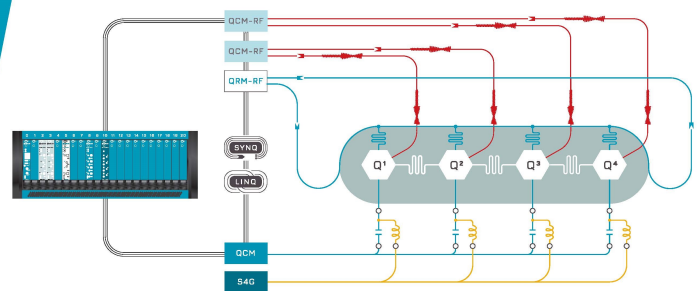 QCM-RF
QCM-RF
QRM-RF
SYNQ
LINQ
QCM
S4G
Q1 Q2 Q3 Q4